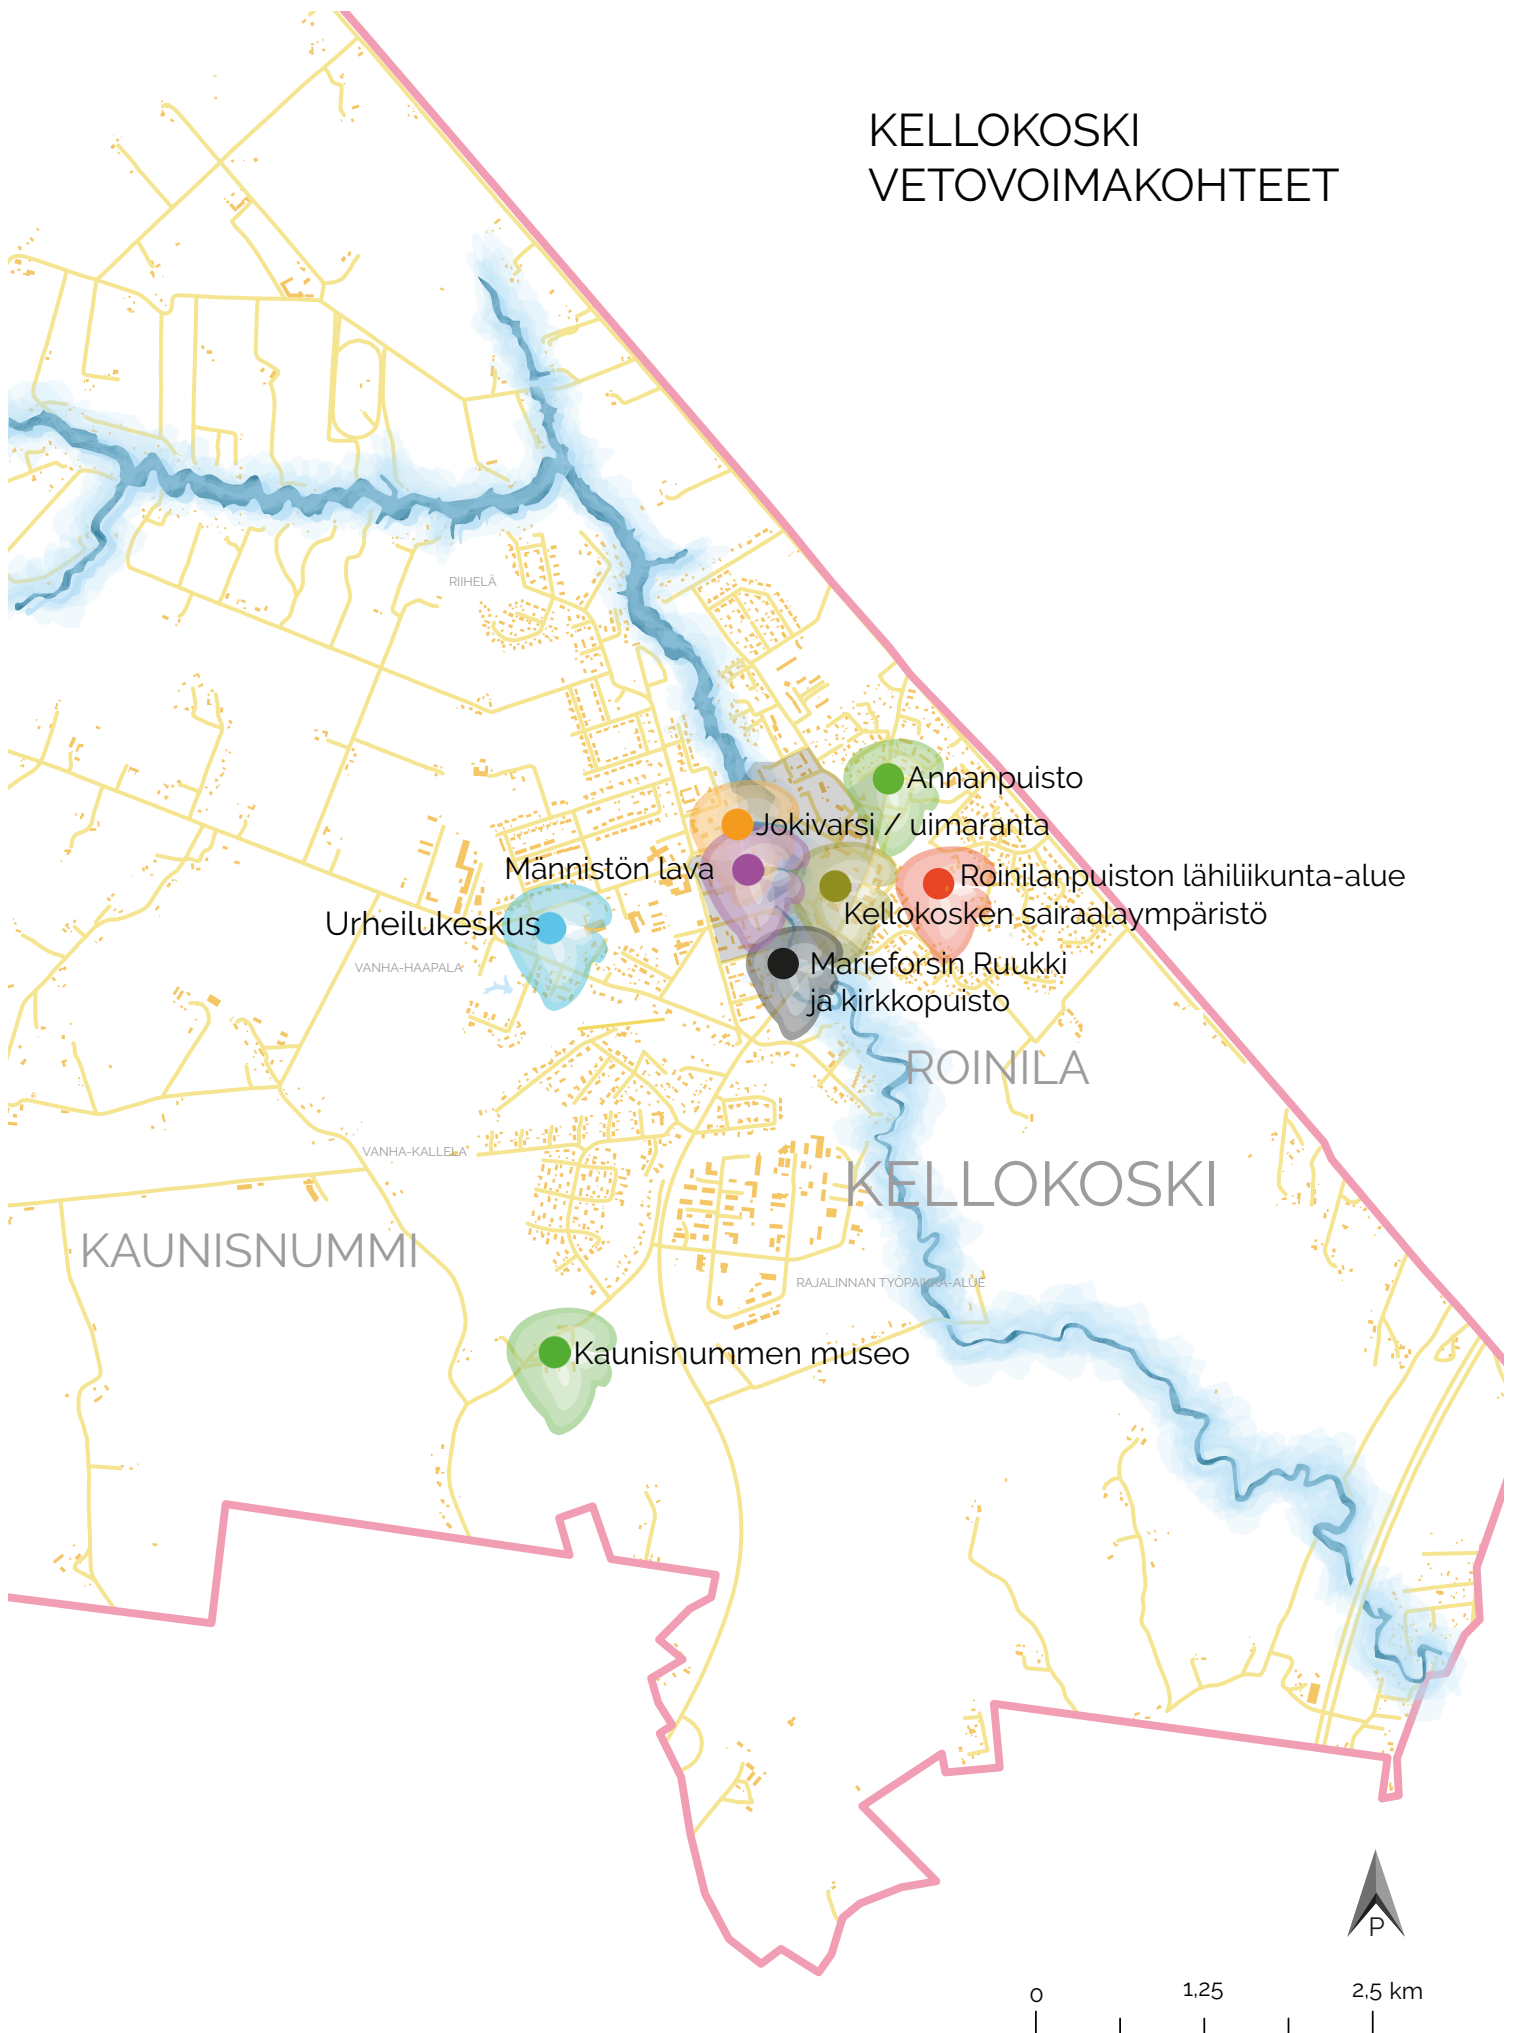 KELLOKOSKI
VETOVOIMAKOHTEET
RIIHELÄ
Annanpuisto
Jokivarsi / uimaranta
Männistön lava
Roinilanpuiston lähiliikunta-alue
Kellokosken sairaalaympäristö
Urheilukeskus
VANHA-HAAPALA
Marieforsin Ruukki
ja kirkkopuisto
ROINILA
VANHA-KALLELA
KELLOKOSKI
KAUNISNUMMI
RAJALINNAN TYÖPAIKKA-ALUE
Kaunisnummen museo
P
0 1,25 2,5 km